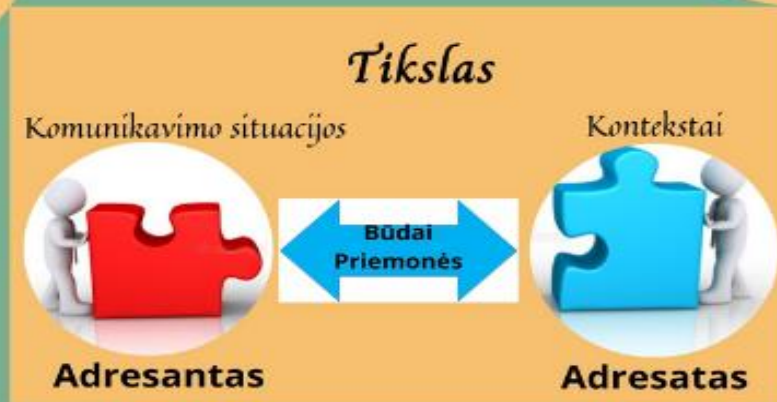 Tikslas
Komunikavimo situacijos
Kontekstai
Būdai
Priemonės
Adresantas
Adresatas